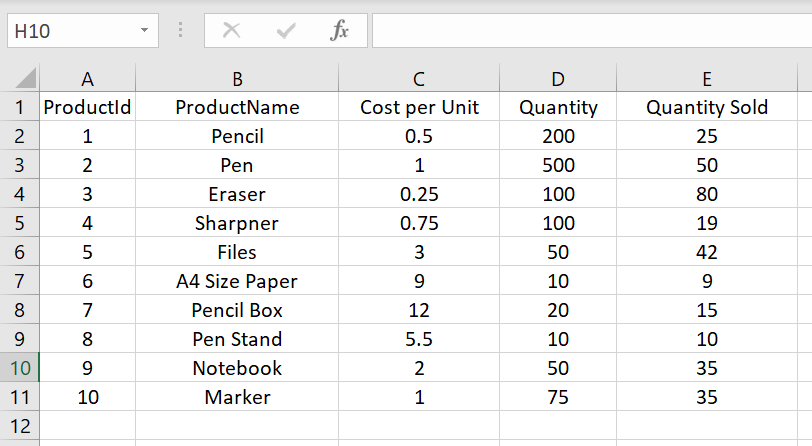 H10 fx
A B C D E
1 ProductId ProductName Cost per Unit Quantity Quantity Sold
2 1 Pencil 0.5 200 25
3 2 Pen 1 500 50
4 3 Eraser 0.25 100 80
5 4 Sharpner 0.75 100 19
6 5 Files 3 50 42
7 6 A4 Size Paper 9 10 9
8 7 Pencil Box 12 20 15
9 8 Pen Stand 5.5 10 10
10 9 Notebook 2 50 35
11 10 Marker 1 75 35
12